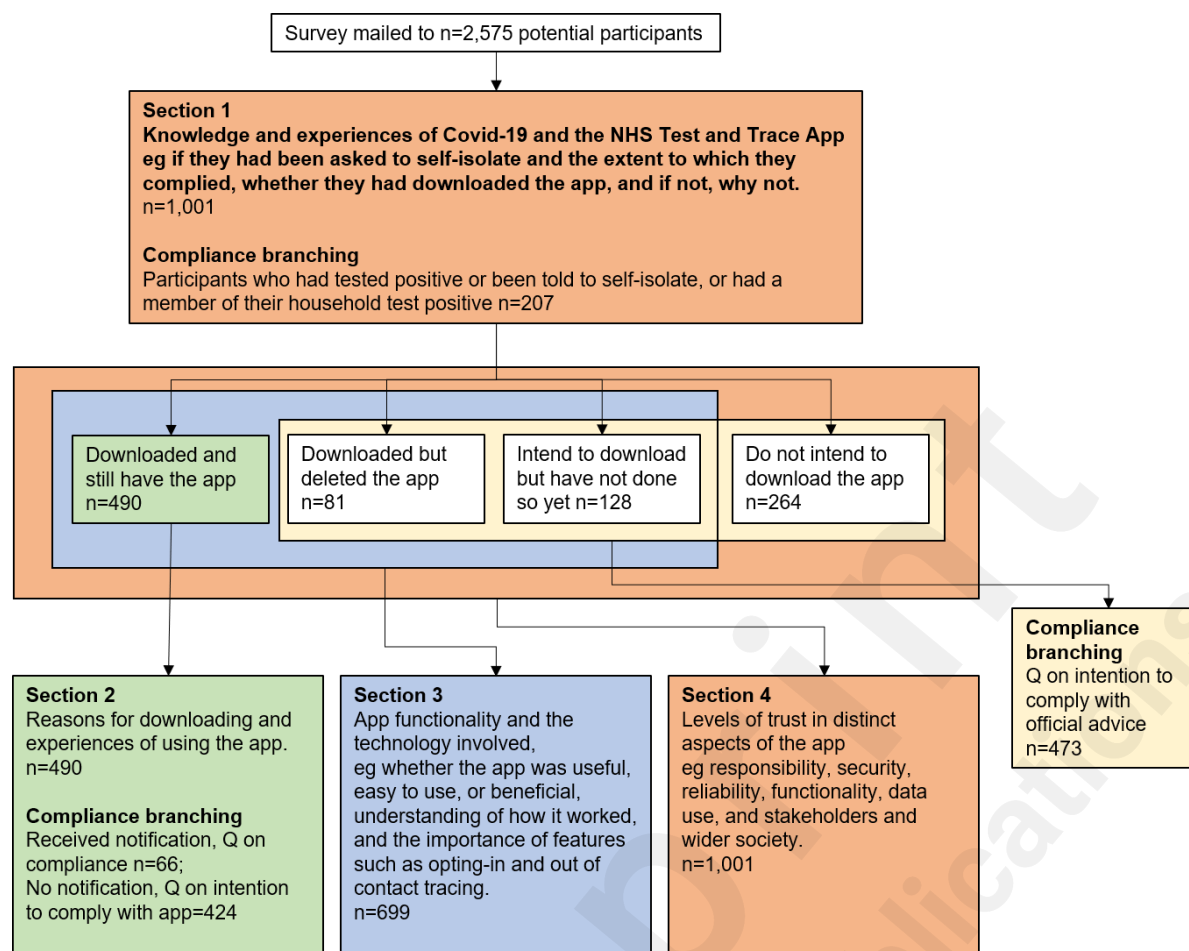 Survey mailed to n=2,575 potential participants
Section 1
Knowledge and experiences of Covid-19 and the NHS Test and Trace App
eg if they had been asked to self-isolate and the extent to which they
complied, whether they had downloaded the app, and if not, why not.
n=1,001
Compliance branching
Participants who had tested positive or been told to self-isolate, or had a
member of their household test positive n=207
Downloaded and
still have the app
n=490
Downloaded but
deleted the app
n=81
Intend to download
but have not done
so yet n=128
Do not intend to
download the app
n=264
Compliance
branching
Q on intention to
comply with
official advice
n=473
Section 2
Reasons for downloading and
experiences of using the app.
n=490
Compliance branching
Received notification, Q on
compliance n=66;
No notification, Q on intention
to comply with app=424
Section 3
App functionality and the
technology involved,
eg whether the app was useful,
easy to use, or beneficial,
understanding of how it worked,
and the importance of features
such as opting-in and out of
contact tracing.
n=699
Section 4
Levels of trust in distinct
aspects of the app
eg responsibility, security,
reliability, functionality, data
use, and stakeholders and
wider society.
n=1,001